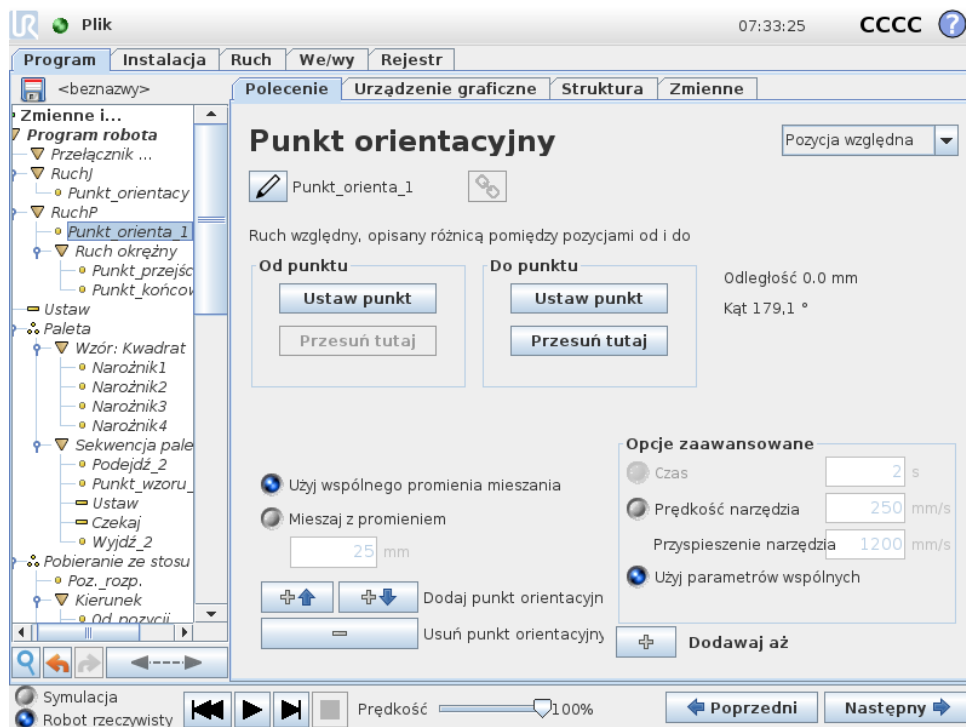 UR Plik 07:33:25 CCCC ?
Program Instalacja Ruch We/wy Rejestr
<beznazwy>
Polecenie Urządzenie graficzne Struktura Zmienne
Zmienne i...
Program robota
Przełącznik ...
RuchJ
Punkt_orientacy
RuchP
Punkt_orienta_1
Ruch okrężny
Punkt_przejśc
Punkt_końcow
Ustaw
Paleta
Wzór: Kwadrat
Narożnik1
Narożnik2
Narożnik3
Narożnik4
Sekwencja pale
Podejdź_2
Punkt_wzoru_
Ustaw
Czekaj
Wyjdź_2
Pobieranie ze stosu
Poz._rozp.
Kierunek
Od pozycji
Punkt orientacyjny
Pozycja względna
Punkt_orienta_1
Ruch względny, opisany różnicą pomiędzy pozycjami od i do
Od punktu
Ustaw punkt
Przesuń tutaj
Do punktu
Ustaw punkt
Przesuń tutaj
Odległość 0.0 mm
Kąt 179,1 °
Użyj wspólnego promienia mieszania
Mieszaj z promieniem
25 mm
Dodaj punkt orientacyjn
Usuń punkt orientacyjny
Opcje zaawansowane
Czas 2 s
Prędkość narzędzia 250 mm/s
Przyspieszenie narzędzia 1200 mm/s
Użyj parametrów wspólnych
Dodawaj aż
Symulacja
Robot rzeczywisty
Prędkość 100%
Poprzedni
Następny